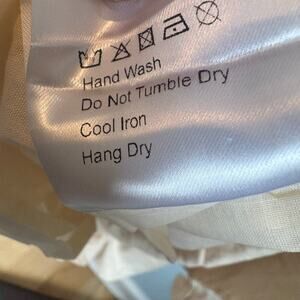 Hand Wash
Do Not Tumble Dry
Cool Iron
Hang Dry